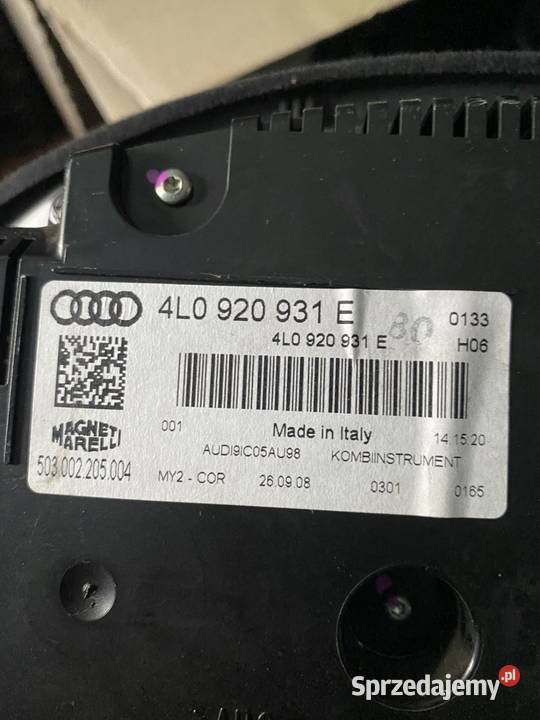 4L0 920 931 E
0133
4L0 920 931 E
80
H06
MAGNETI
MARELLI
503.002.205.004
001
Made in Italy
14:15:20
AUDI9IC05AU98
KOMBIINSTRUMENT
MY2 - COR
26.09.08
0301
0165
Sprzedajemy.pl